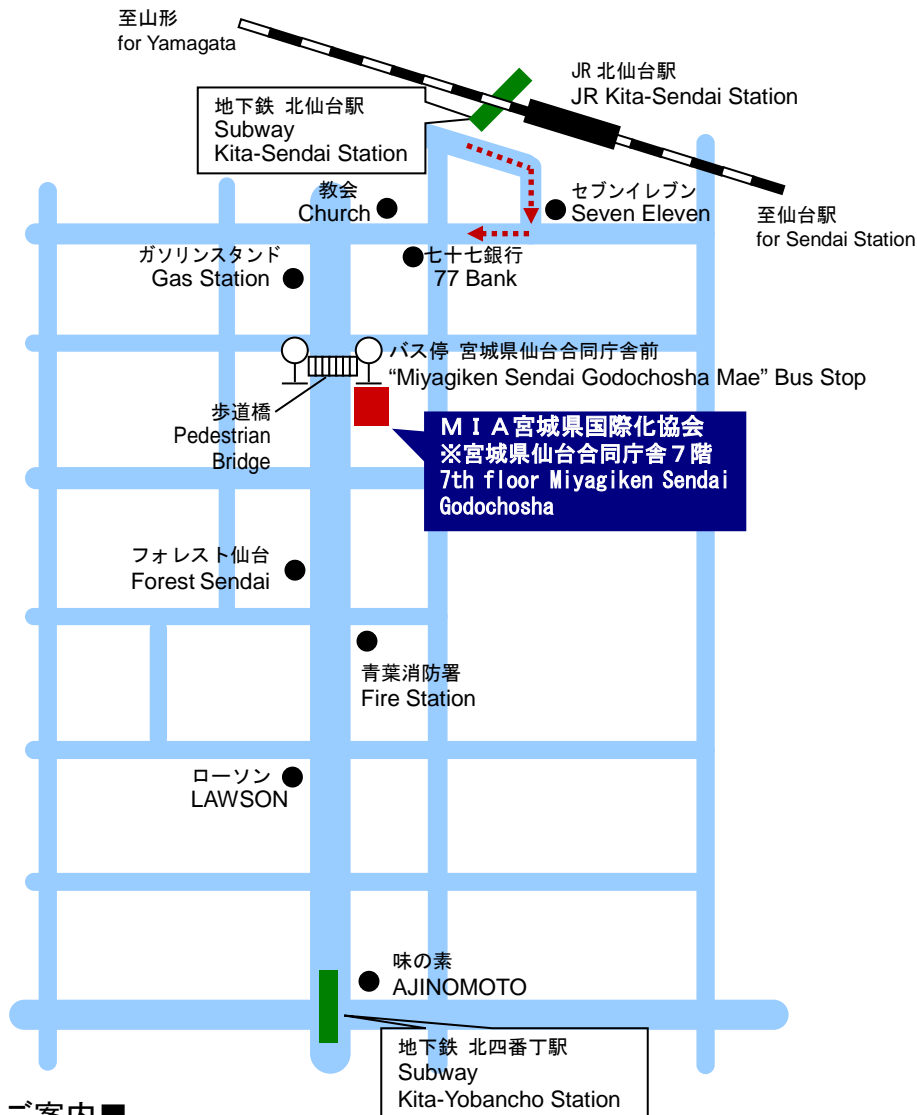 至山形
for Yamagata
JR 北仙台駅
JR Kita-Sendai Station
地下鉄 北仙台駅
Subway
Kita-Sendai Station
教会
Church
セブンイレブン
Seven Eleven
至仙台駅
for Sendai Station
ガソリンスタンド
Gas Station
七十七銀行
77 Bank
バス停 宮城県仙台合同庁舎前
“Miyagiken Sendai Godochosha Mae” Bus Stop
歩道橋
Pedestrian
Bridge
ＭＩＡ宮城県国際化協会
※宮城県仙台合同庁舎７階
7th floor Miyagiken Sendai
Godochosha
フォレスト仙台
Forest Sendai
青葉消防署
Fire Station
ローソン
LAWSON
味の素
AJINOMOTO
地下鉄 北四番丁駅
Subway
Kita-Yobancho Station
ご案内■